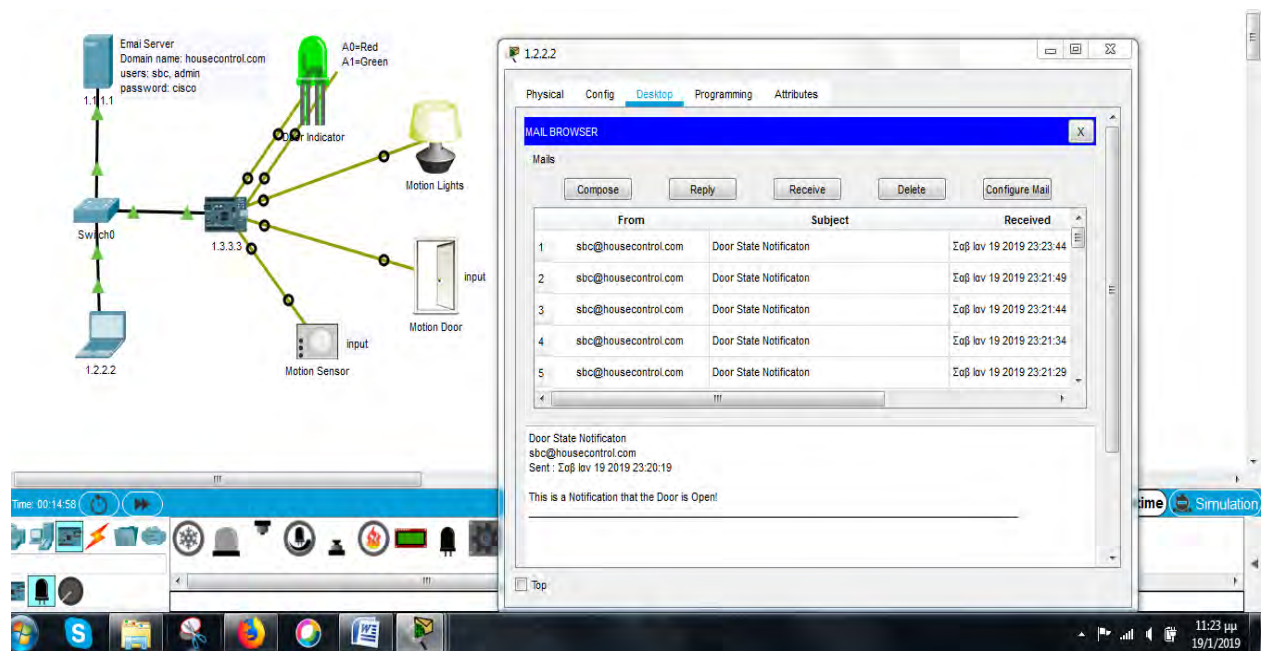 Emai Server
Domain name: housecontrol.com
users: sbc, admin
password: cisco
1.1.1.1
A0=Red
A1=Green
Door Indicator
Motion Lights
Switch0
1.3.3.3
input
Motion Door
input
Motion Sensor
1.2.2.2
1.2.2.2
Physical Config Desktop Programming Attributes
MAIL BROWSER X
Mails
Compose Reply Receive Delete Configure Mail
From Subject Received
1 sbc@housecontrol.com Door State Notificaton Σαβ Ιαν 19 2019 23:23:44
2 sbc@housecontrol.com Door State Notificaton Σαβ Ιαν 19 2019 23:21:49
3 sbc@housecontrol.com Door State Notificaton Σαβ Ιαν 19 2019 23:21:44
4 sbc@housecontrol.com Door State Notificaton Σαβ Ιαν 19 2019 23:21:34
5 sbc@housecontrol.com Door State Notificaton Σαβ Ιαν 19 2019 23:21:29
Door State Notificaton
sbc@housecontrol.com
Sent : Σαβ Ιαν 19 2019 23:20:19
This is a Notification that the Door is Open!
Top
Time: 00:14:58
time Simulation
11:23 μμ
19/1/2019